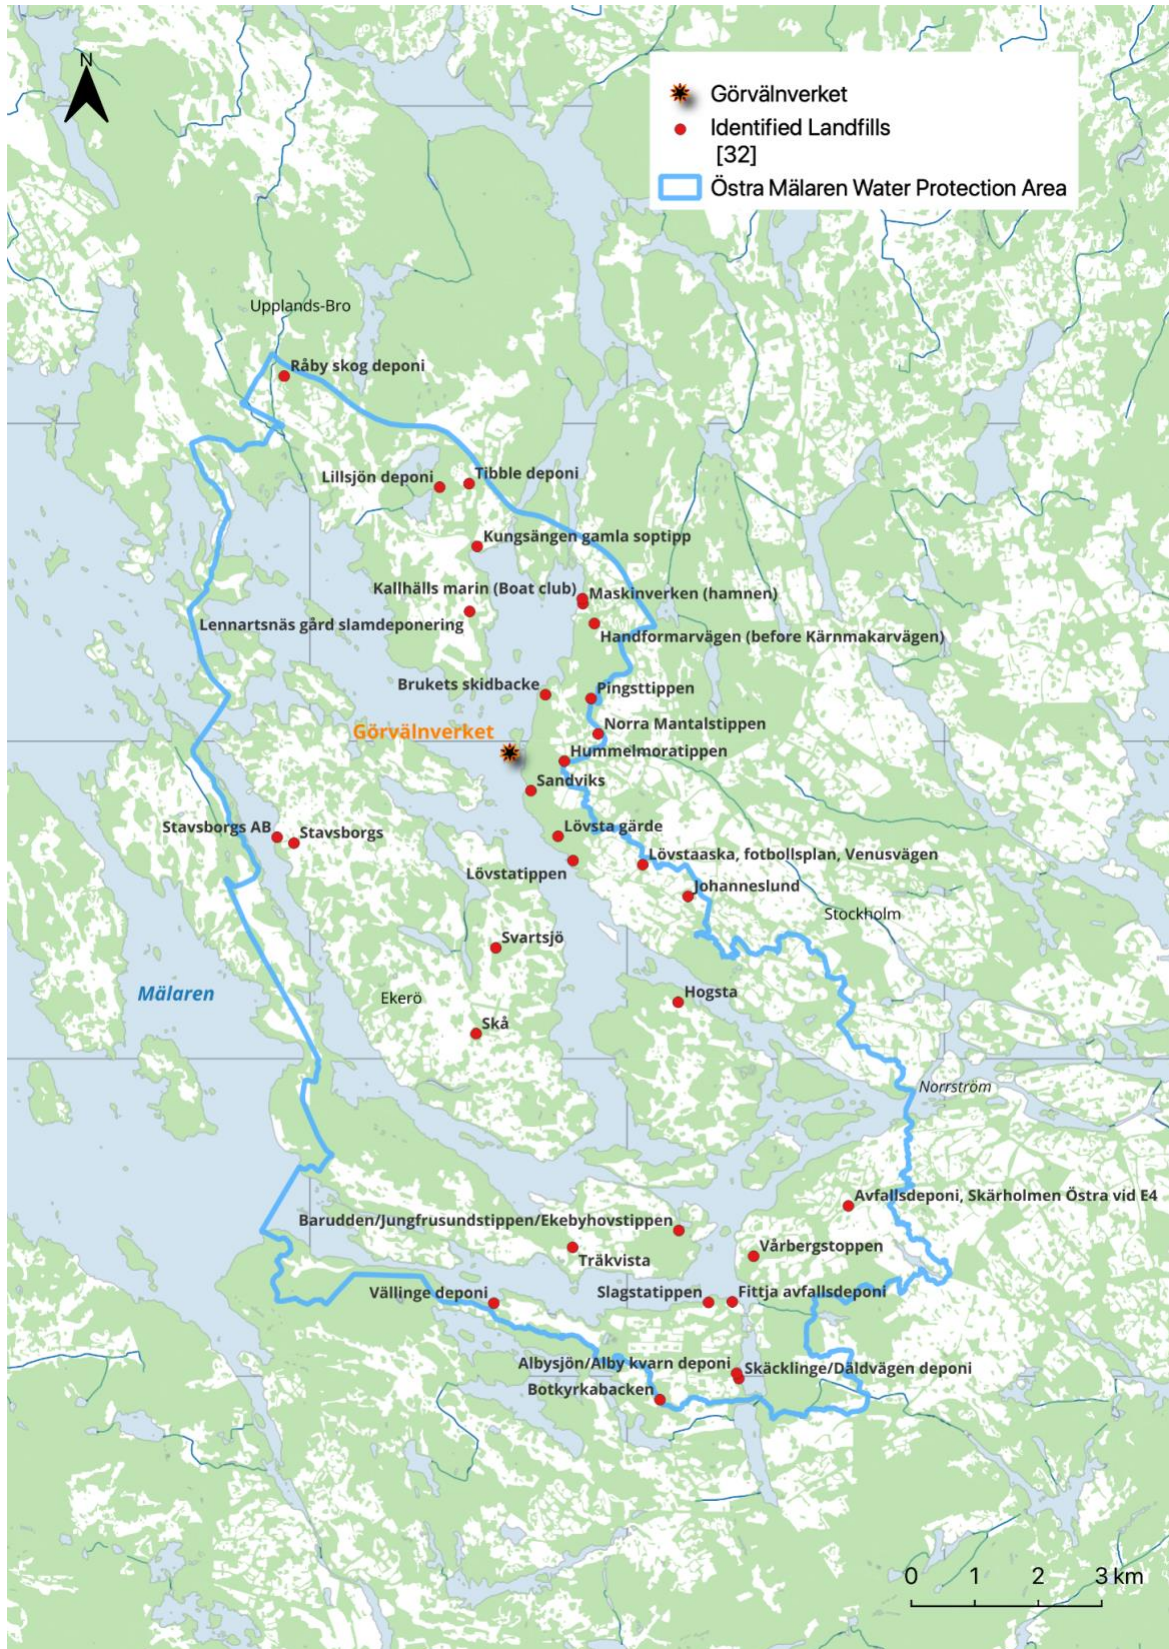 N
Görvälnverket
Identified Landfills
[32]
Östra Mälaren Water Protection Area
Upplands-Bro
Råby skog deponi
Lillsjön deponi
Tibble deponi
Kungsängen gamla soptipp
Kallhälls marin (Boat club)
Maskinverken (hamnen)
Lennartsnäs gård slamdeponering
Handformarvägen (before Kärnmakarvägen)
Brukets skidbacke
Pingsttippen
Görvälnverket
Norra Mantalstippen
Hummelmoratippen
Sandviks
Stavsborgs AB
Stavsborgs
Lövsta gärde
Lövstaaska, fotbollsplan, Venusvägen
Lövstatippen
Johanneslund
Stockholm
Svartsjö
Mälaren
Ekerö
Hogsta
Skå
Norrström
Avfallsdeponi, Skärholmen Östra vid E4
Barudden/Jungfrusundstippen/Ekebyhovstippen
Träkvista
Vårbergstoppen
Vällinge deponi
Slagstatippen
Fittja avfallsdeponi
Albysjön/Alby kvarn deponi
Skäcklinge/Däldvägen deponi
Botkyrkabacken
0 1 2 3 km